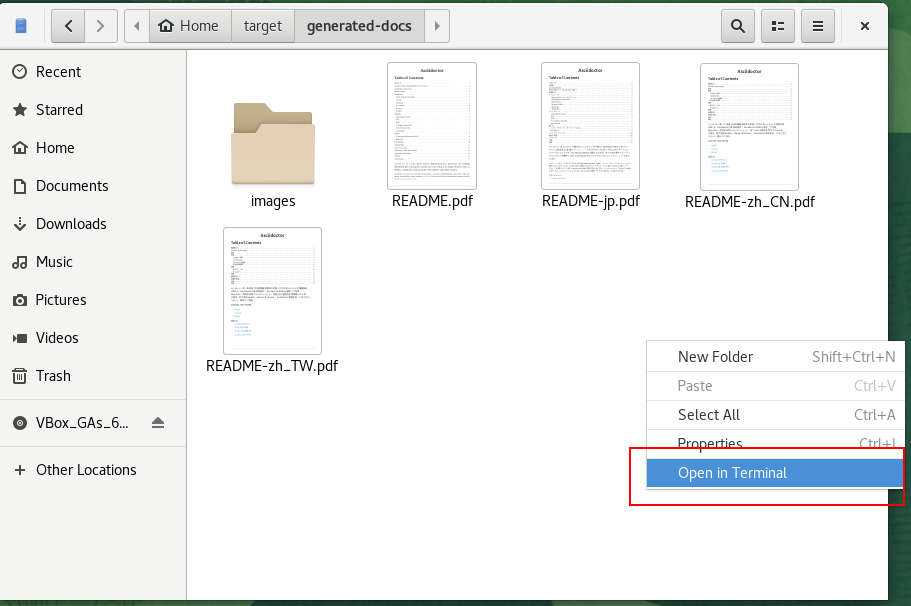 Home
target
generated-docs
Recent
Starred
Home
Documents
Downloads
Music
Pictures
Videos
Trash
VBox_GAs_6...
Other Locations
images
README.pdf
README-jp.pdf
README-zh_CN.pdf
README-zh_TW.pdf
Asciidoctor
Table of Contents
Asciidoctor
Table of Contents
Asciidoctor
Table of Contents
Asciidoctor
Table of Contents
New Folder Shift+Ctrl+N
Paste Ctrl+V
Select All Ctrl+A
Properties Ctrl+I
Open in Terminal